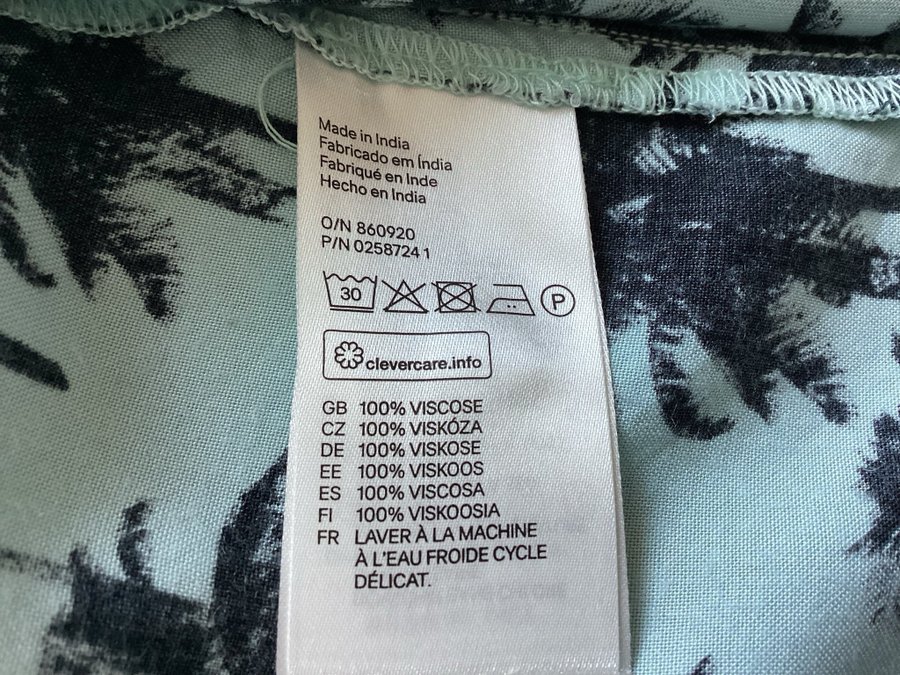 Made in India
Fabricado em Índia
Fabriqué en Inde
Hecho en India
O/N 860920
P/N 0258724 1
30 P
clevercare.info
GB 100% VISCOSE
CZ 100% VISKÓZA
DE 100% VISKOSE
EE 100% VISKOOS
ES 100% VISCOSA
FI 100% VISKOOSIA
FR LAVER À LA MACHINE
À L'EAU FROIDE CYCLE
DÉLICAT.